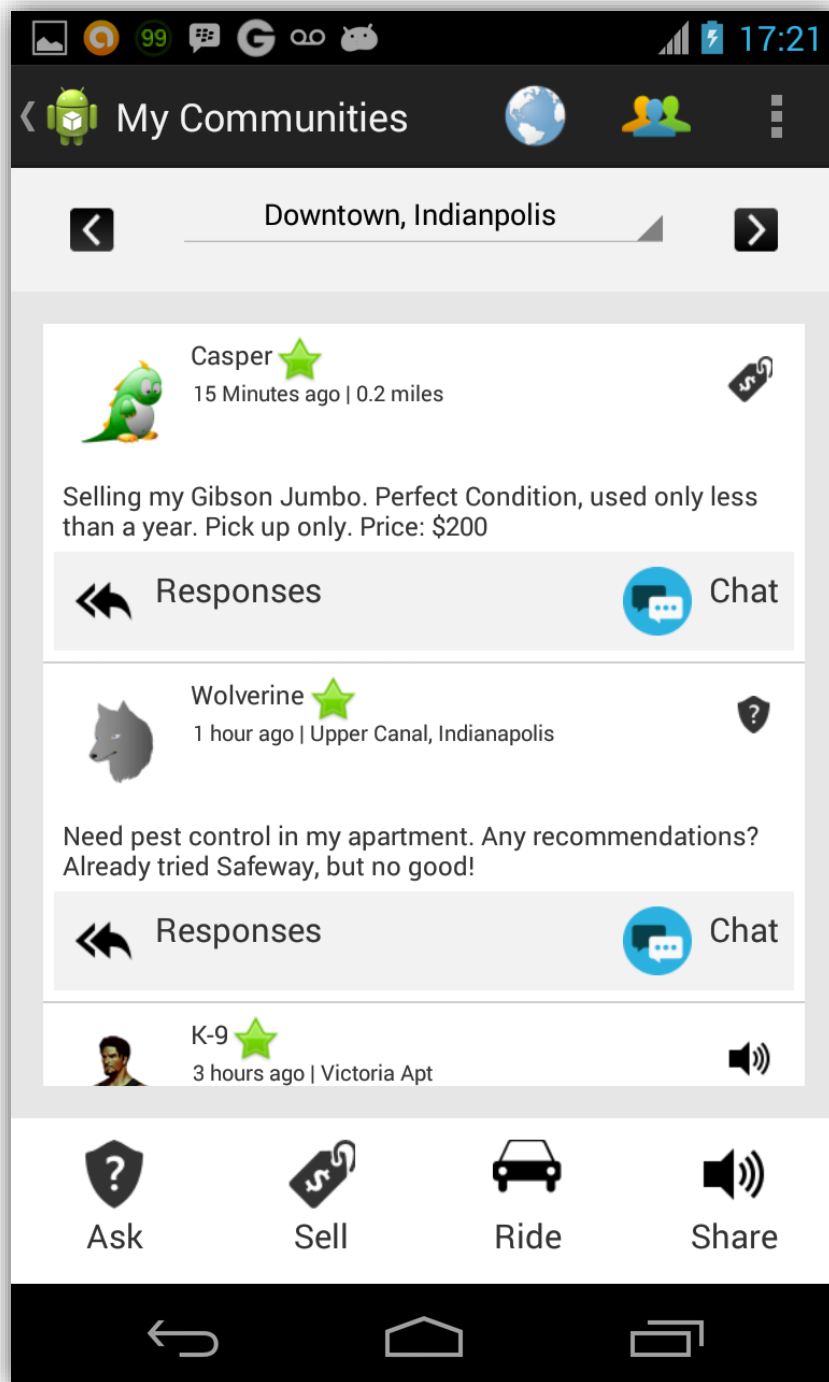 99
17:21
My Communities
Downtown, Indianpolis
Casper
15 Minutes ago | 0.2 miles
Selling my Gibson Jumbo. Perfect Condition, used only less
than a year. Pick up only. Price: $200
Responses
Chat
Wolverine
1 hour ago | Upper Canal, Indianapolis
Need pest control in my apartment. Any recommendations?
Already tried Safeway, but no good!
Responses
Chat
K-9
3 hours ago | Victoria Apt
Ask
Sell
Ride
Share